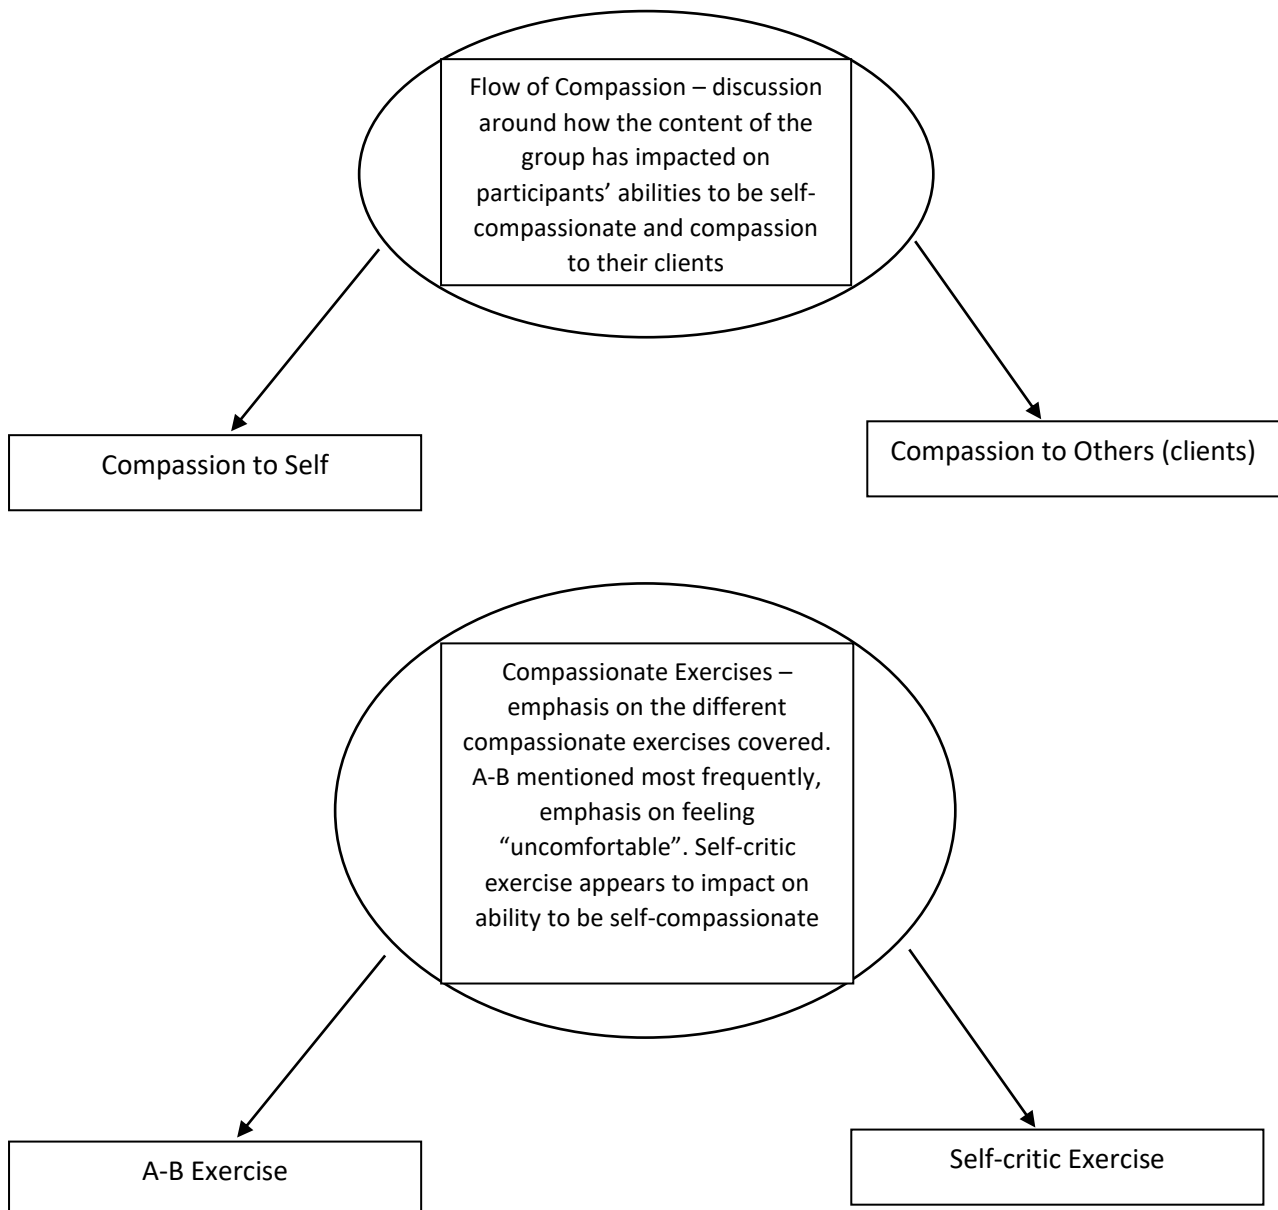 Flow of Compassion – discussion
around how the content of the
group has impacted on
participants’ abilities to be self-
compassionate and compassion
to their clients
Compassion to Self
Compassion to Others (clients)
Compassionate Exercises –
emphasis on the different
compassionate exercises covered.
A-B mentioned most frequently,
emphasis on feeling
“uncomfortable”. Self-critic
exercise appears to impact on
ability to be self-compassionate
A-B Exercise
Self-critic Exercise